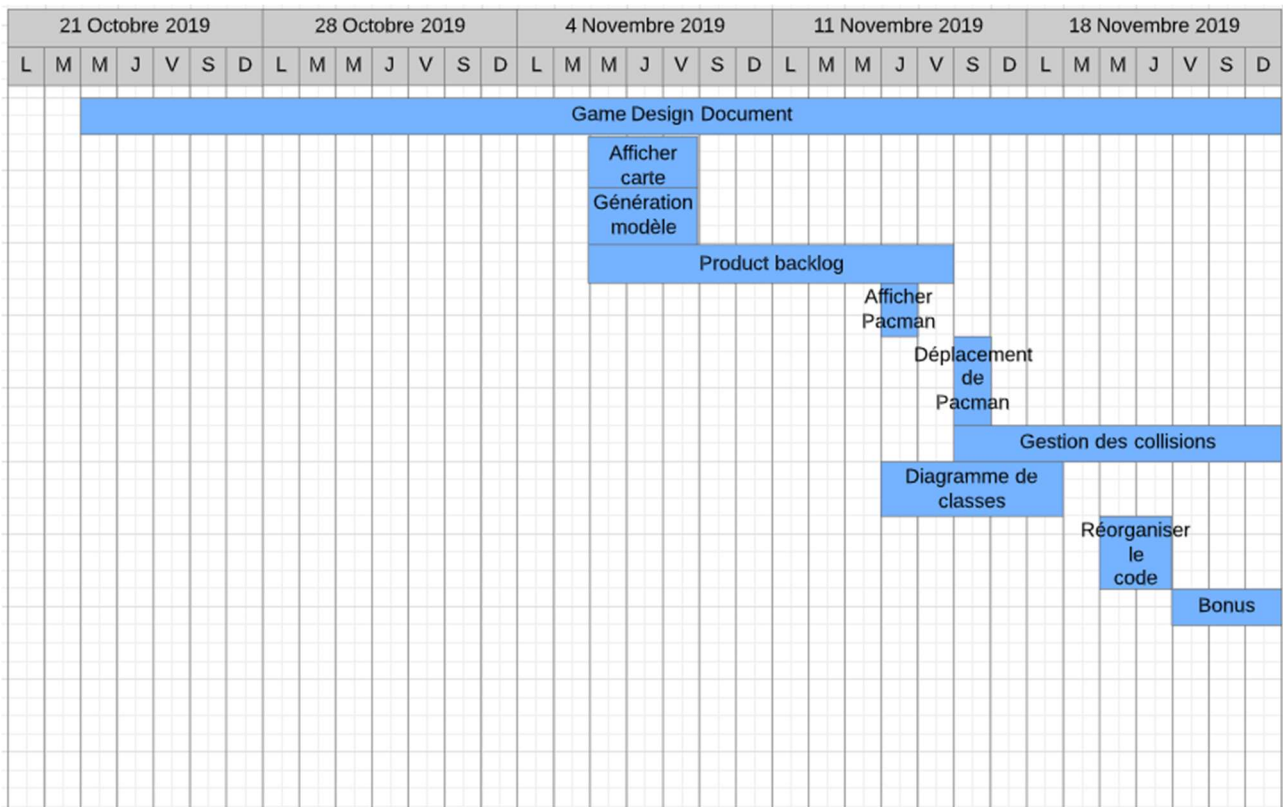 21 Octobre 2019 28 Octobre 2019 4 Novembre 2019 11 Novembre 2019 18 Novembre 2019
L M M J V S D L M M J V S D L M M J V S D L M M J V S D L M M J V S D
Game Design Document
Afficher
carte
Génération
modèle
Product backlog
Afficher
Pacman
Déplacement
de
Pacman
Gestion des collisions
Diagramme de
classes
Réorganiser
le
code
Bonus